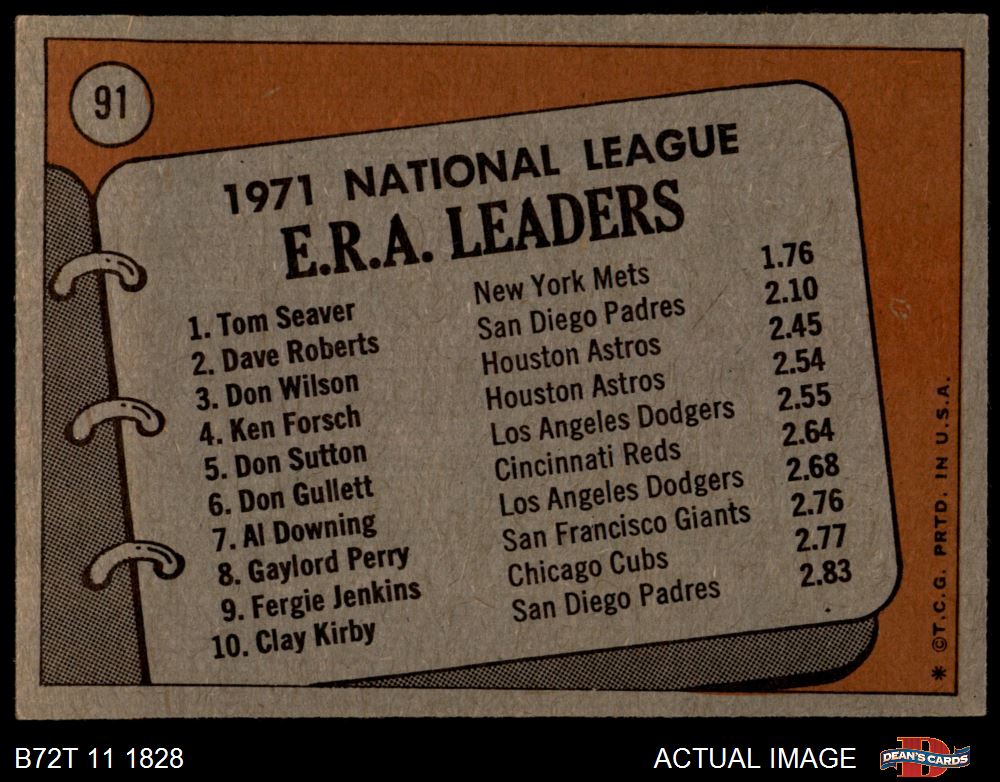 91
1971 NATIONAL LEAGUE
E.R.A. LEADERS
1. Tom Seaver New York Mets 1.76
2. Dave Roberts San Diego Padres 2.10
3. Don Wilson Houston Astros 2.45
4. Ken Forsch Houston Astros 2.54
5. Don Sutton Los Angeles Dodgers 2.55
6. Don Gullett Cincinnati Reds 2.64
7. Al Downing Los Angeles Dodgers 2.68
8. Gaylord Perry San Francisco Giants 2.76
9. Fergie Jenkins Chicago Cubs 2.77
10. Clay Kirby San Diego Padres 2.83
* ©T.C.G. PRTD. IN U.S.A.
B72T 11 1828
ACTUAL IMAGE
DEAN'S CARDS